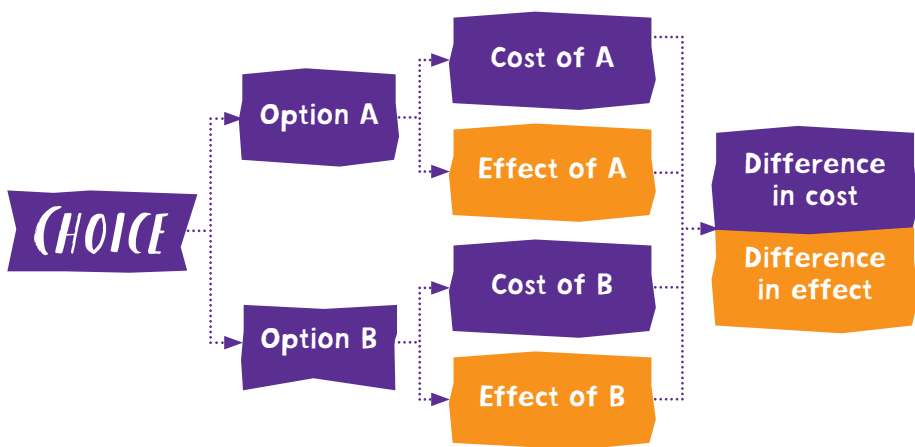 CHOICE
Option A
Option B
Cost of A
Effect of A
Cost of B
Effect of B
Difference
in cost
Difference
in effect